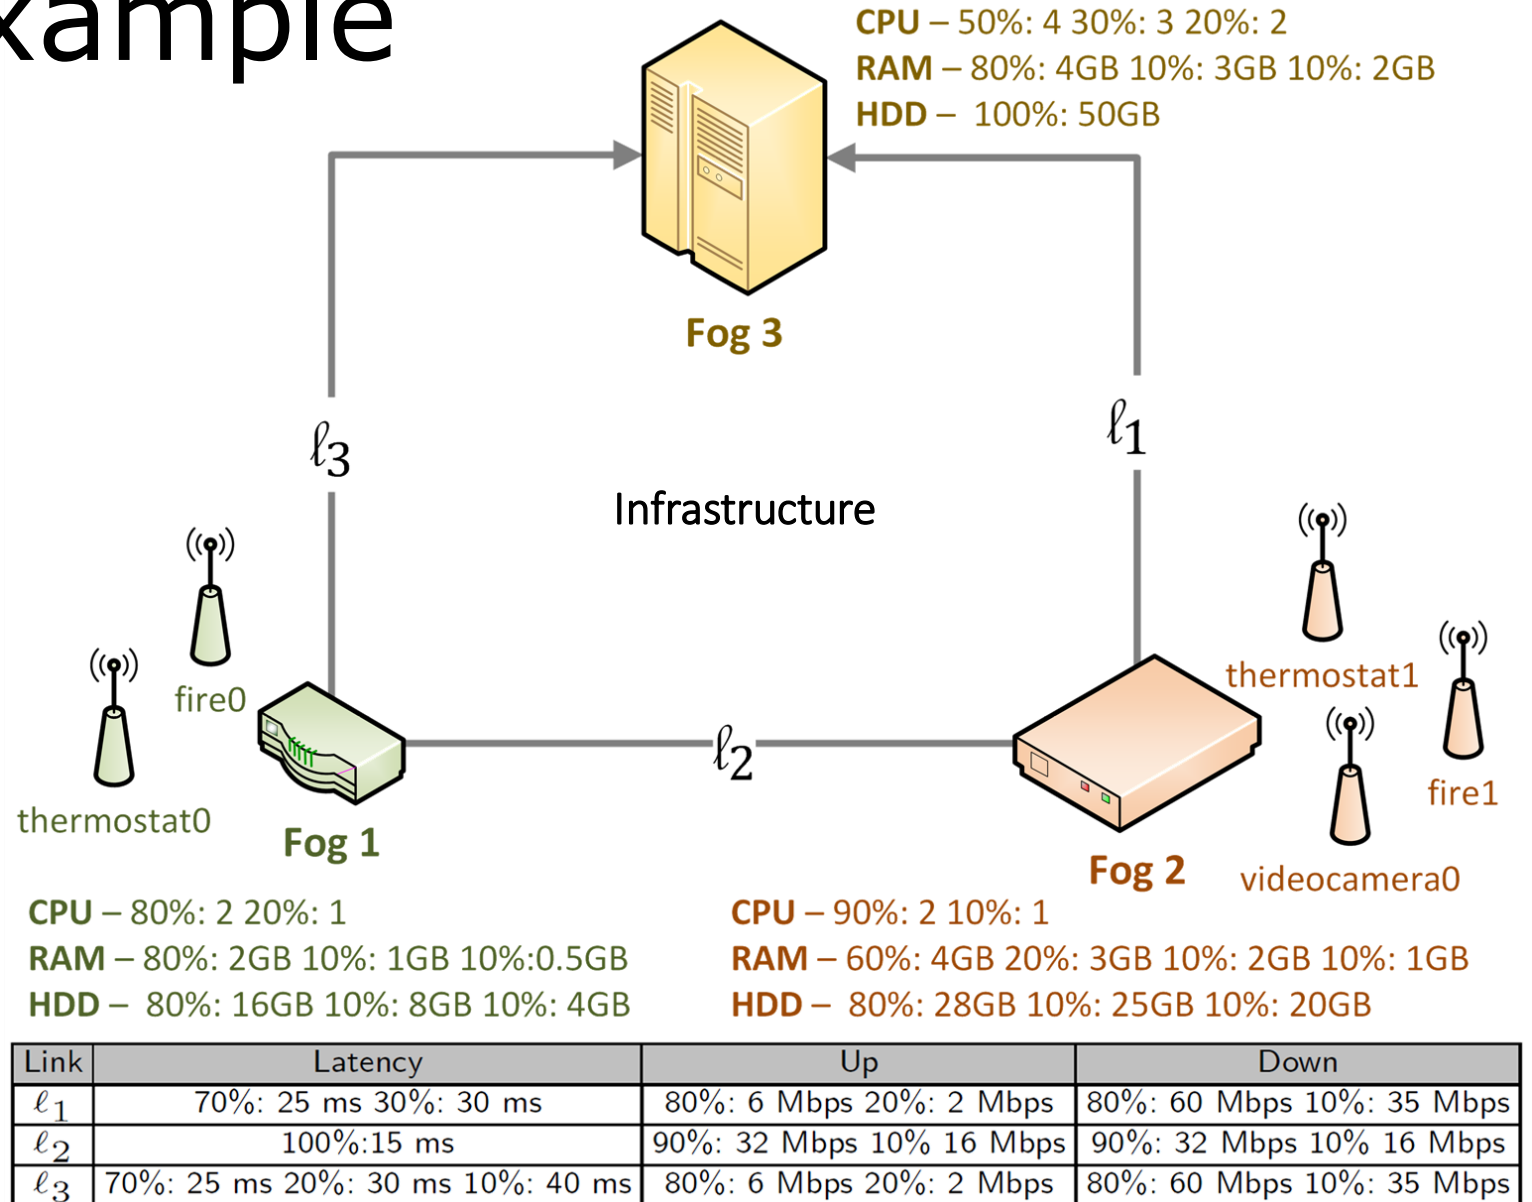 xample
CPU – 50%: 4 30%: 3 20%: 2
RAM – 80%: 4GB 10%: 3GB 10%: 2GB
HDD – 100%: 50GB
Fog 3
ℓ3
ℓ1
Infrastructure
fire0
thermostat1
thermostat0
ℓ2
fire1
Fog 1
Fog 2
videocamera0
CPU – 80%: 2 20%: 1
RAM – 80%: 2GB 10%: 1GB 10%:0.5GB
HDD – 80%: 16GB 10%: 8GB 10%: 4GB
CPU – 90%: 2 10%: 1
RAM – 60%: 4GB 20%: 3GB 10%: 2GB 10%: 1GB
HDD – 80%: 28GB 10%: 25GB 10%: 20GB
Link Latency Up Down
ℓ1 70%: 25 ms 30%: 30 ms 80%: 6 Mbps 20%: 2 Mbps 80%: 60 Mbps 10%: 35 Mbps
ℓ2 100%:15 ms 90%: 32 Mbps 10% 16 Mbps 90%: 32 Mbps 10% 16 Mbps
ℓ3 70%: 25 ms 20%: 30 ms 10%: 40 ms 80%: 6 Mbps 20%: 2 Mbps 80%: 60 Mbps 10%: 35 Mbps